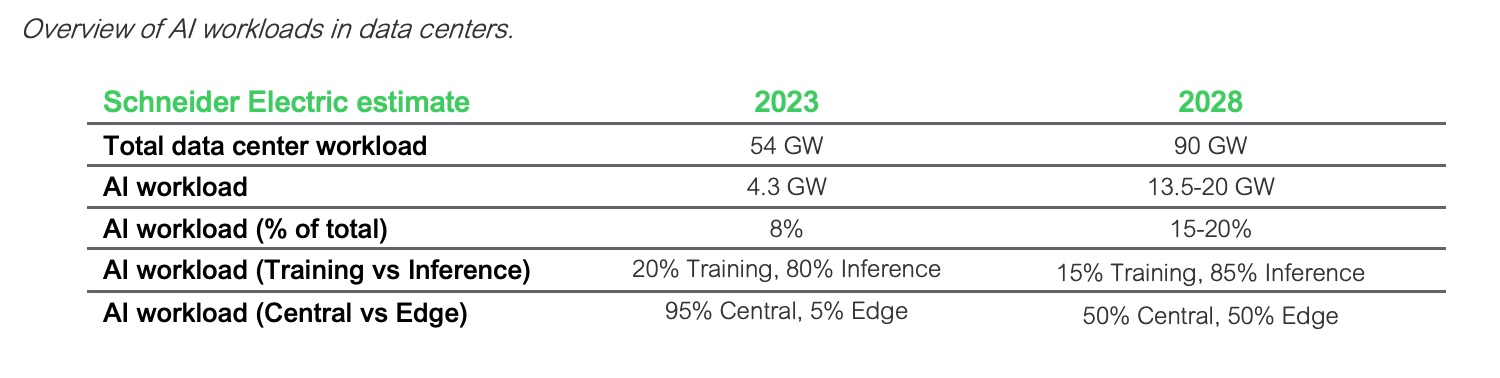 Overview of AI workloads in data centers.
Schneider Electric estimate 2023 2028
Total data center workload 54 GW 90 GW
AI workload 4.3 GW 13.5-20 GW
AI workload (% of total) 8% 15-20%
AI workload (Training vs Inference) 20% Training, 80% Inference 15% Training, 85% Inference
AI workload (Central vs Edge) 95% Central, 5% Edge 50% Central, 50% Edge